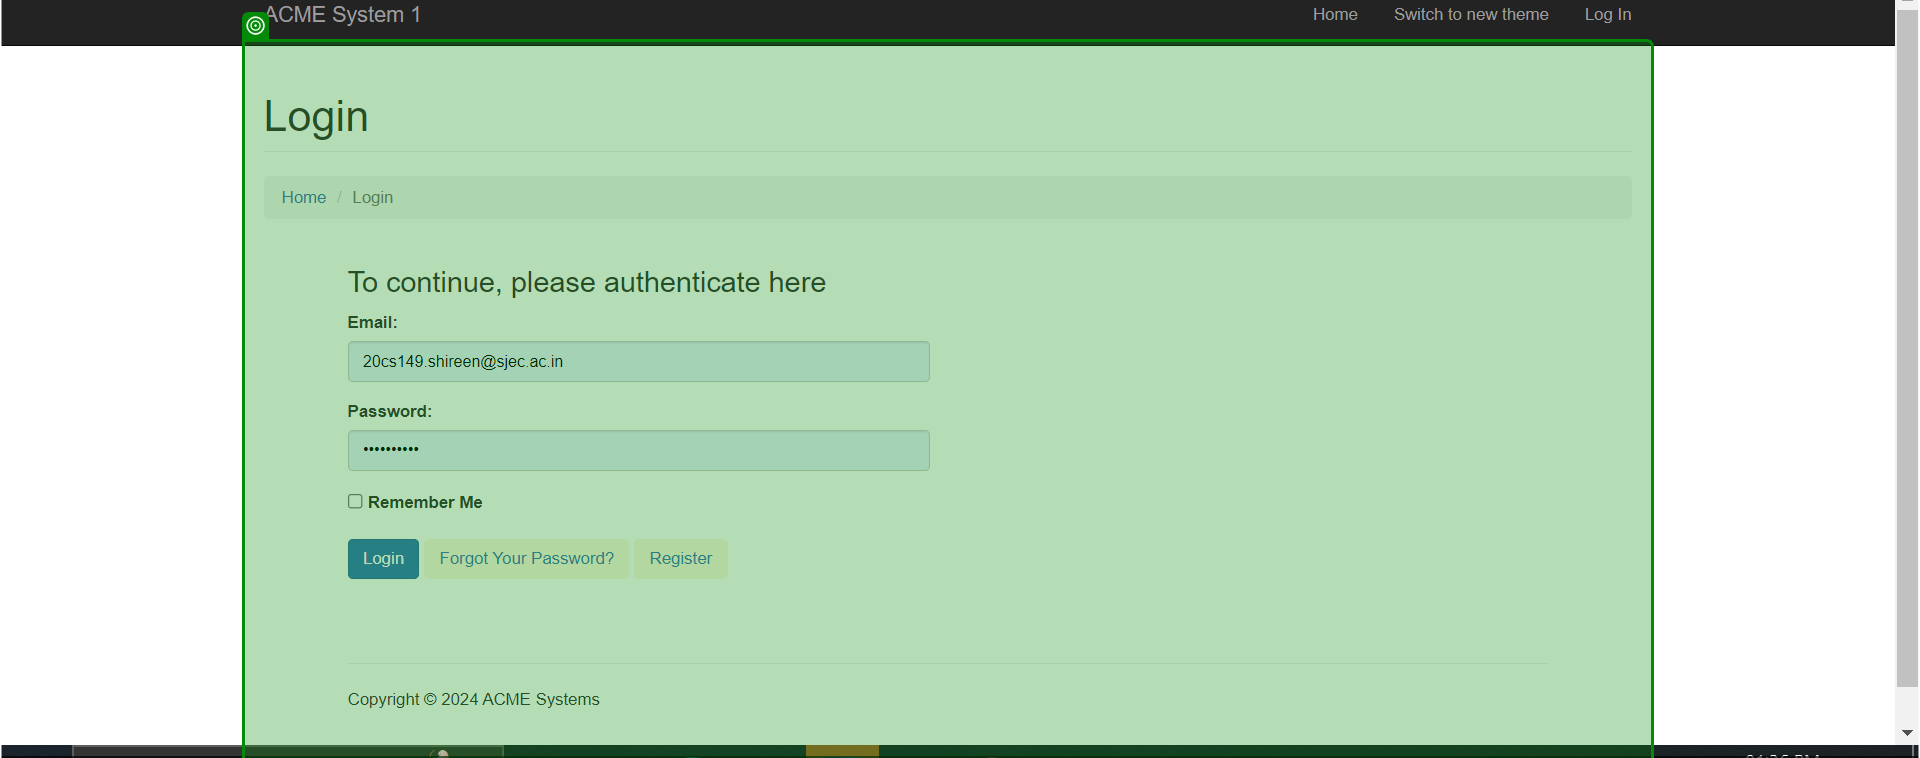 ACME System 1 Home Switch to new theme Log In
Login
Home / Login
To continue, please authenticate here
Email:
20cs149.shireen@sjec.ac.in
Password:
••••••••••
Remember Me
Login Forgot Your Password? Register
Copyright © 2024 ACME Systems